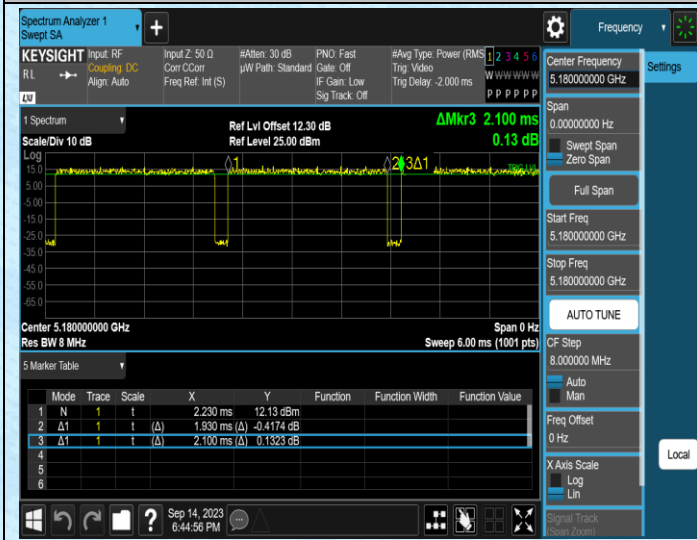 Spectrum Analyzer 1
Swept SA
+
Frequency
KEYSIGHT
RL
LXI
Input: RF
Coupling: DC
Align: Auto
Input Z: 50 Ω
Corr CCorr
Freq Ref: Int (S)
#Atten: 30 dB
µW Path: Standard
PNO: Fast
Gate: Off
IF Gain: Low
Sig Track: Off
#Avg Type: Power (RMS
Trig: Video
Trig Delay: -2.000 ms
1 2 3 4 5 6
W W W W W W
P P P P P P
1 Spectrum
Scale/Div 10 dB
Log
Ref Lvl Offset 12.30 dB
Ref Level 25.00 dBm
ΔMkr3 2.100 ms
0.13 dB
15.0
5.00
-5.00
-15.0
-25.0
-35.0
-45.0
-55.0
-65.0
1
2
3Δ1
TRIG LVL
Center 5.180000000 GHz
Res BW 8 MHz
Span 0 Hz
Sweep 6.00 ms (1001 pts)
5 Marker Table
Mode Trace Scale X Y Function Function Width Function Value
1 N 1 t 2.230 ms 12.13 dBm
2 Δ1 1 t (Δ) 1.930 ms (Δ) -0.4174 dB
3 Δ1 1 t (Δ) 2.100 ms (Δ) 0.1323 dB
4
5
6
?
Sep 14, 2023
6:44:56 PM
Center Frequency
5.180000000 GHz
Span
0.00000000 Hz
Swept Span
Zero Span
Full Span
Start Freq
5.180000000 GHz
Stop Freq
5.180000000 GHz
AUTO TUNE
CF Step
8.000000 MHz
Auto
Man
Freq Offset
0 Hz
X Axis Scale
Log
Lin
Signal Track
(Span Zoom)
Settings
Local